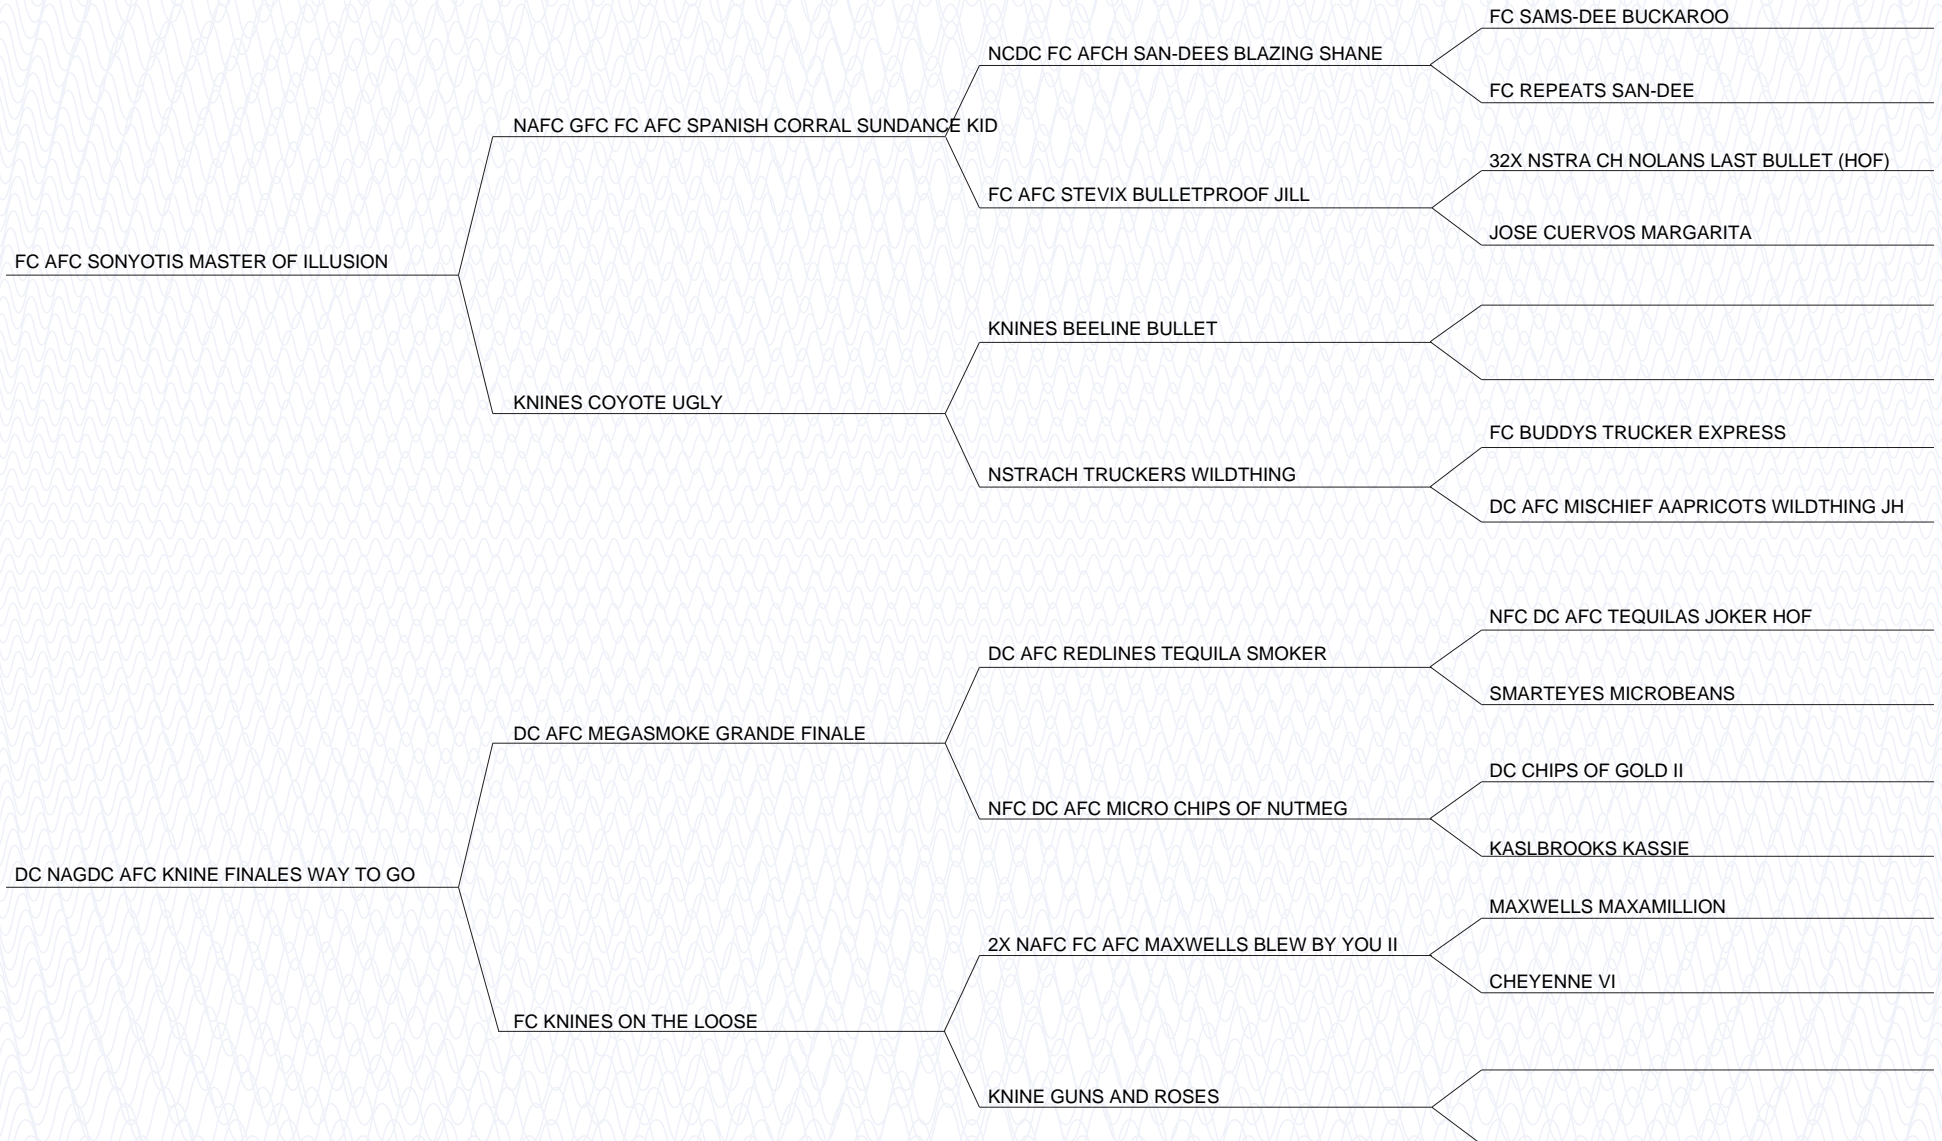 FC SAMS-DEE BUCKAROO
NCDC FC AFCH SAN-DEES BLAZING SHANE
FC REPEATS SAN-DEE
NAFC GFC FC AFC SPANISH CORRAL SUNDANCE KID
32X NSTRA CH NOLANS LAST BULLET (HOF)
FC AFC STEVIX BULLETPROOF JILL
JOSE CUERVOS MARGARITA
FC AFC SONYOTIS MASTER OF ILLUSION
KNINES BEELINE BULLET
KNINES COYOTE UGLY
FC BUDDYS TRUCKER EXPRESS
NSTRACH TRUCKERS WILDTHING
DC AFC MISCHIEF AAPRICOTS WILDTHING JH
NFC DC AFC TEQUILAS JOKER HOF
DC AFC REDLINES TEQUILA SMOKER
SMARTEYES MICROBEANS
DC AFC MEGASMOKE GRANDE FINALE
DC CHIPS OF GOLD II
NFC DC AFC MICRO CHIPS OF NUTMEG
KASLBROOKS KASSIE
DC NAGDC AFC KNINE FINALES WAY TO GO
MAXWELLS MAXAMILLION
2X NAFC FC AFC MAXWELLS BLEW BY YOU II
CHEYENNE VI
FC KNINES ON THE LOOSE
KNINE GUNS AND ROSES